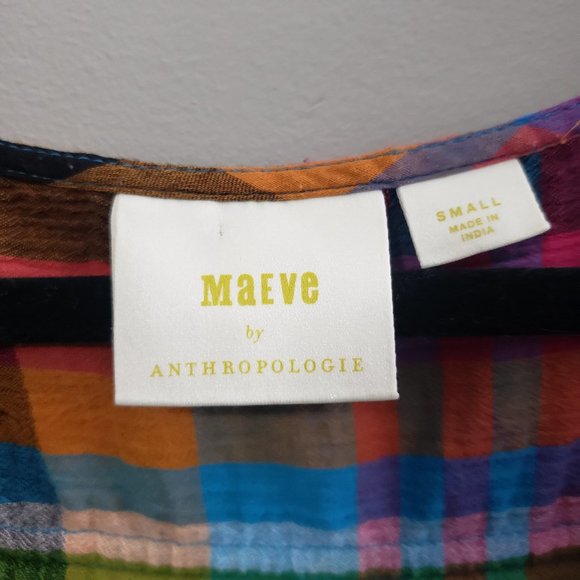 MaEve
by
ANTHROPOLOGIE
SMALL
MADE IN
INDIA